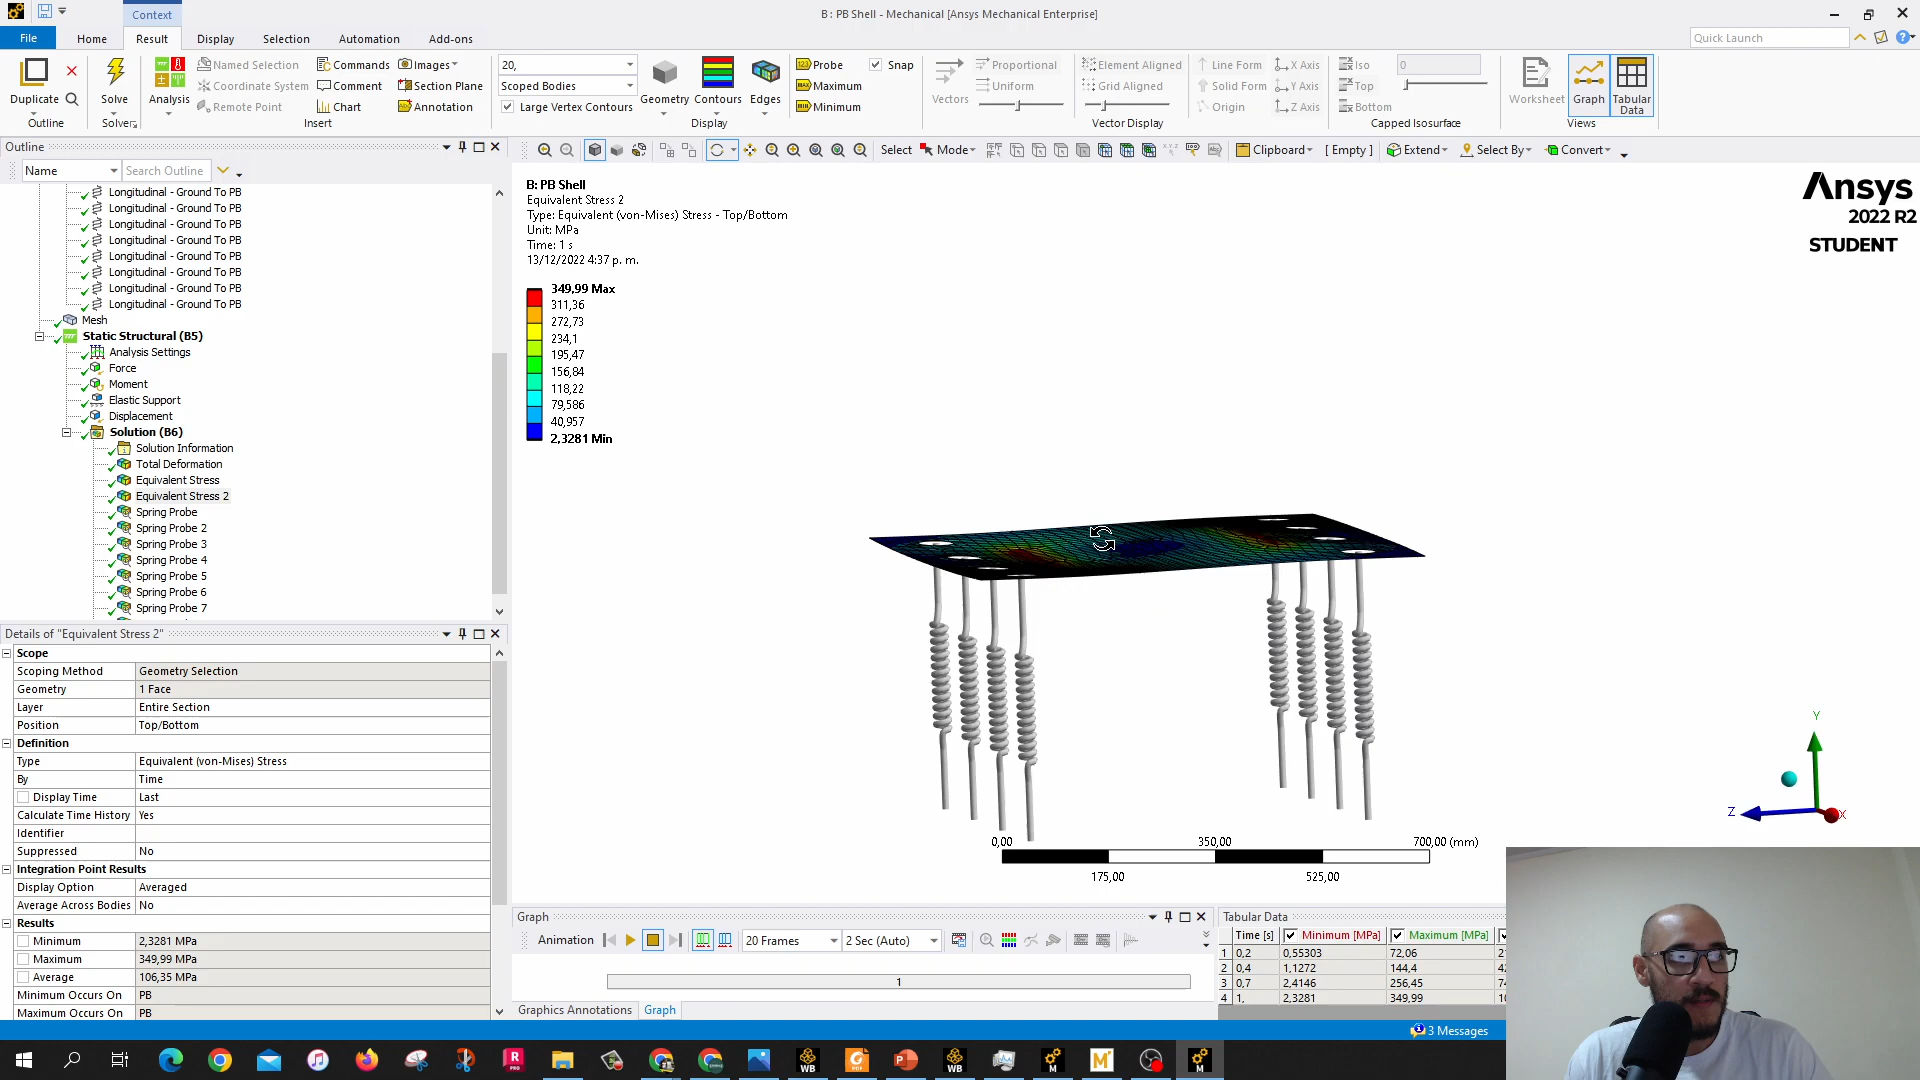 Context
B : PB Shell - Mechanical [Ansys Mechanical Enterprise]
File Home Result Display Selection Automation Add-ons
Quick Launch
Duplicate
Outline
Solve
Solver
Analysis
Named Selection
Coordinate System
Remote Point
Commands
Comment
Chart
Images
Section Plane
Annotation
Insert
20,
Scoped Bodies
Large Vertex Contours
Geometry
Contours
Edges
Display
Probe
Maximum
Minimum
Snap
Vectors
Proportional
Uniform
Element Aligned
Grid Aligned
Line Form
Solid Form
Origin
X Axis
Y Axis
Z Axis
Vector Display
Iso
Top
Bottom
0
Capped Isosurface
Worksheet
Graph
Tabular Data
Views
Outline
Name
Search Outline
Select Mode Clipboard [ Empty ] Extend Select By Convert
Longitudinal - Ground To PB
Longitudinal - Ground To PB
Longitudinal - Ground To PB
Longitudinal - Ground To PB
Longitudinal - Ground To PB
Longitudinal - Ground To PB
Longitudinal - Ground To PB
Longitudinal - Ground To PB
Mesh
Static Structural (B5)
Analysis Settings
Force
Moment
Elastic Support
Displacement
Solution (B6)
Solution Information
Total Deformation
Equivalent Stress
Equivalent Stress 2
Spring Probe
Spring Probe 2
Spring Probe 3
Spring Probe 4
Spring Probe 5
Spring Probe 6
Spring Probe 7
Details of "Equivalent Stress 2"
Scope
Scoping Method Geometry Selection
Geometry 1 Face
Layer Entire Section
Position Top/Bottom
Definition
Type Equivalent (von-Mises) Stress
By Time
Display Time Last
Calculate Time History Yes
Identifier
Suppressed No
Integration Point Results
Display Option Averaged
Average Across Bodies No
Results
Minimum 2,3281 MPa
Maximum 349,99 MPa
Average 106,35 MPa
Minimum Occurs On PB
Maximum Occurs On PB
B: PB Shell
Equivalent Stress 2
Type: Equivalent (von-Mises) Stress - Top/Bottom
Unit: MPa
Time: 1 s
13/12/2022 4:37 p. m.
349,99 Max
311,36
272,73
234,1
195,47
156,84
118,22
79,586
40,957
2,3281 Min
Ansys
2022 R2
STUDENT
Y
Z
X
0,00 350,00 700,00 (mm)
175,00 525,00
Graph
Animation 20 Frames 2 Sec (Auto)
1
Graphics Annotations Graph
Tabular Data
Time [s] Minimum [MPa] Maximum [MPa]
1 0,2 0,55303 72,06
2 0,4 1,1272 144,4
3 0,7 2,4146 256,45
4 1, 2,3281 349,99
3 Messages
R
PRO
WB
WB
M
M
M